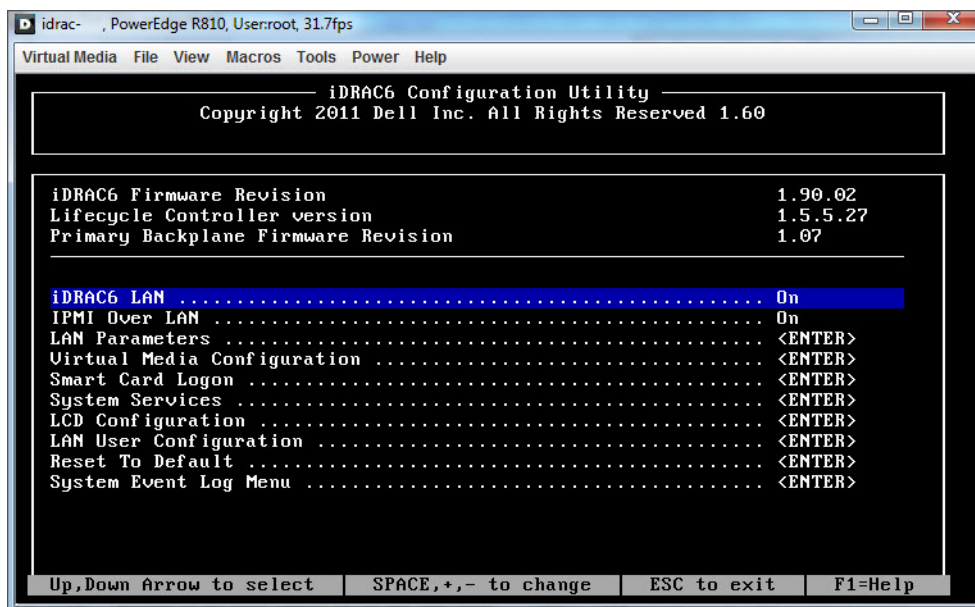 D idrac- , PowerEdge R810, User:root, 31.7fps
Virtual Media File View Macros Tools Power Help
iDRAC6 Configuration Utility
Copyright 2011 Dell Inc. All Rights Reserved 1.60
iDRAC6 Firmware Revision 1.90.02
Lifecycle Controller version 1.5.5.27
Primary Backplane Firmware Revision 1.07
iDRAC6 LAN .................................................. On
IPMI Over LAN ............................................... On
LAN Parameters .............................................. <ENTER>
Virtual Media Configuration ................................. <ENTER>
Smart Card Logon ............................................ <ENTER>
System Services ............................................. <ENTER>
LCD Configuration ........................................... <ENTER>
LAN User Configuration ...................................... <ENTER>
Reset To Default ............................................ <ENTER>
System Event Log Menu ....................................... <ENTER>
Up,Down Arrow to select SPACE,+,- to change ESC to exit F1=Help